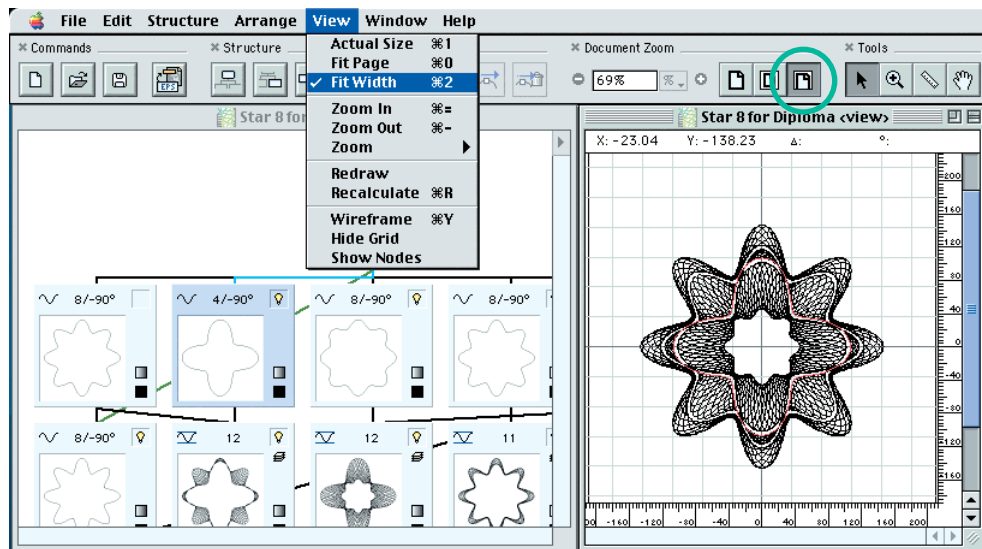 File Edit Structure Arrange View Window Help
Commands
Structure
Document Zoom
Tools
Actual Size ⌘1
Fit Page ⌘0
✓ Fit Width ⌘2
Zoom In ⌘=
Zoom Out ⌘-
Zoom
Redraw
Recalculate ⌘R
Wireframe ⌘Y
Hide Grid
Show Nodes
EPS
69%
%
Star 8 for
Star 8 for Diploma <view>
X: -23.04 Y: -138.23 Δ: °:
8/-90° 4/-90° 8/-90° 8/-90°
8/-90° 12 12 11
200
160
120
80
40
0
-40
-80
120
160
-160 -120 -80 -40 0 40 80 120 160 200